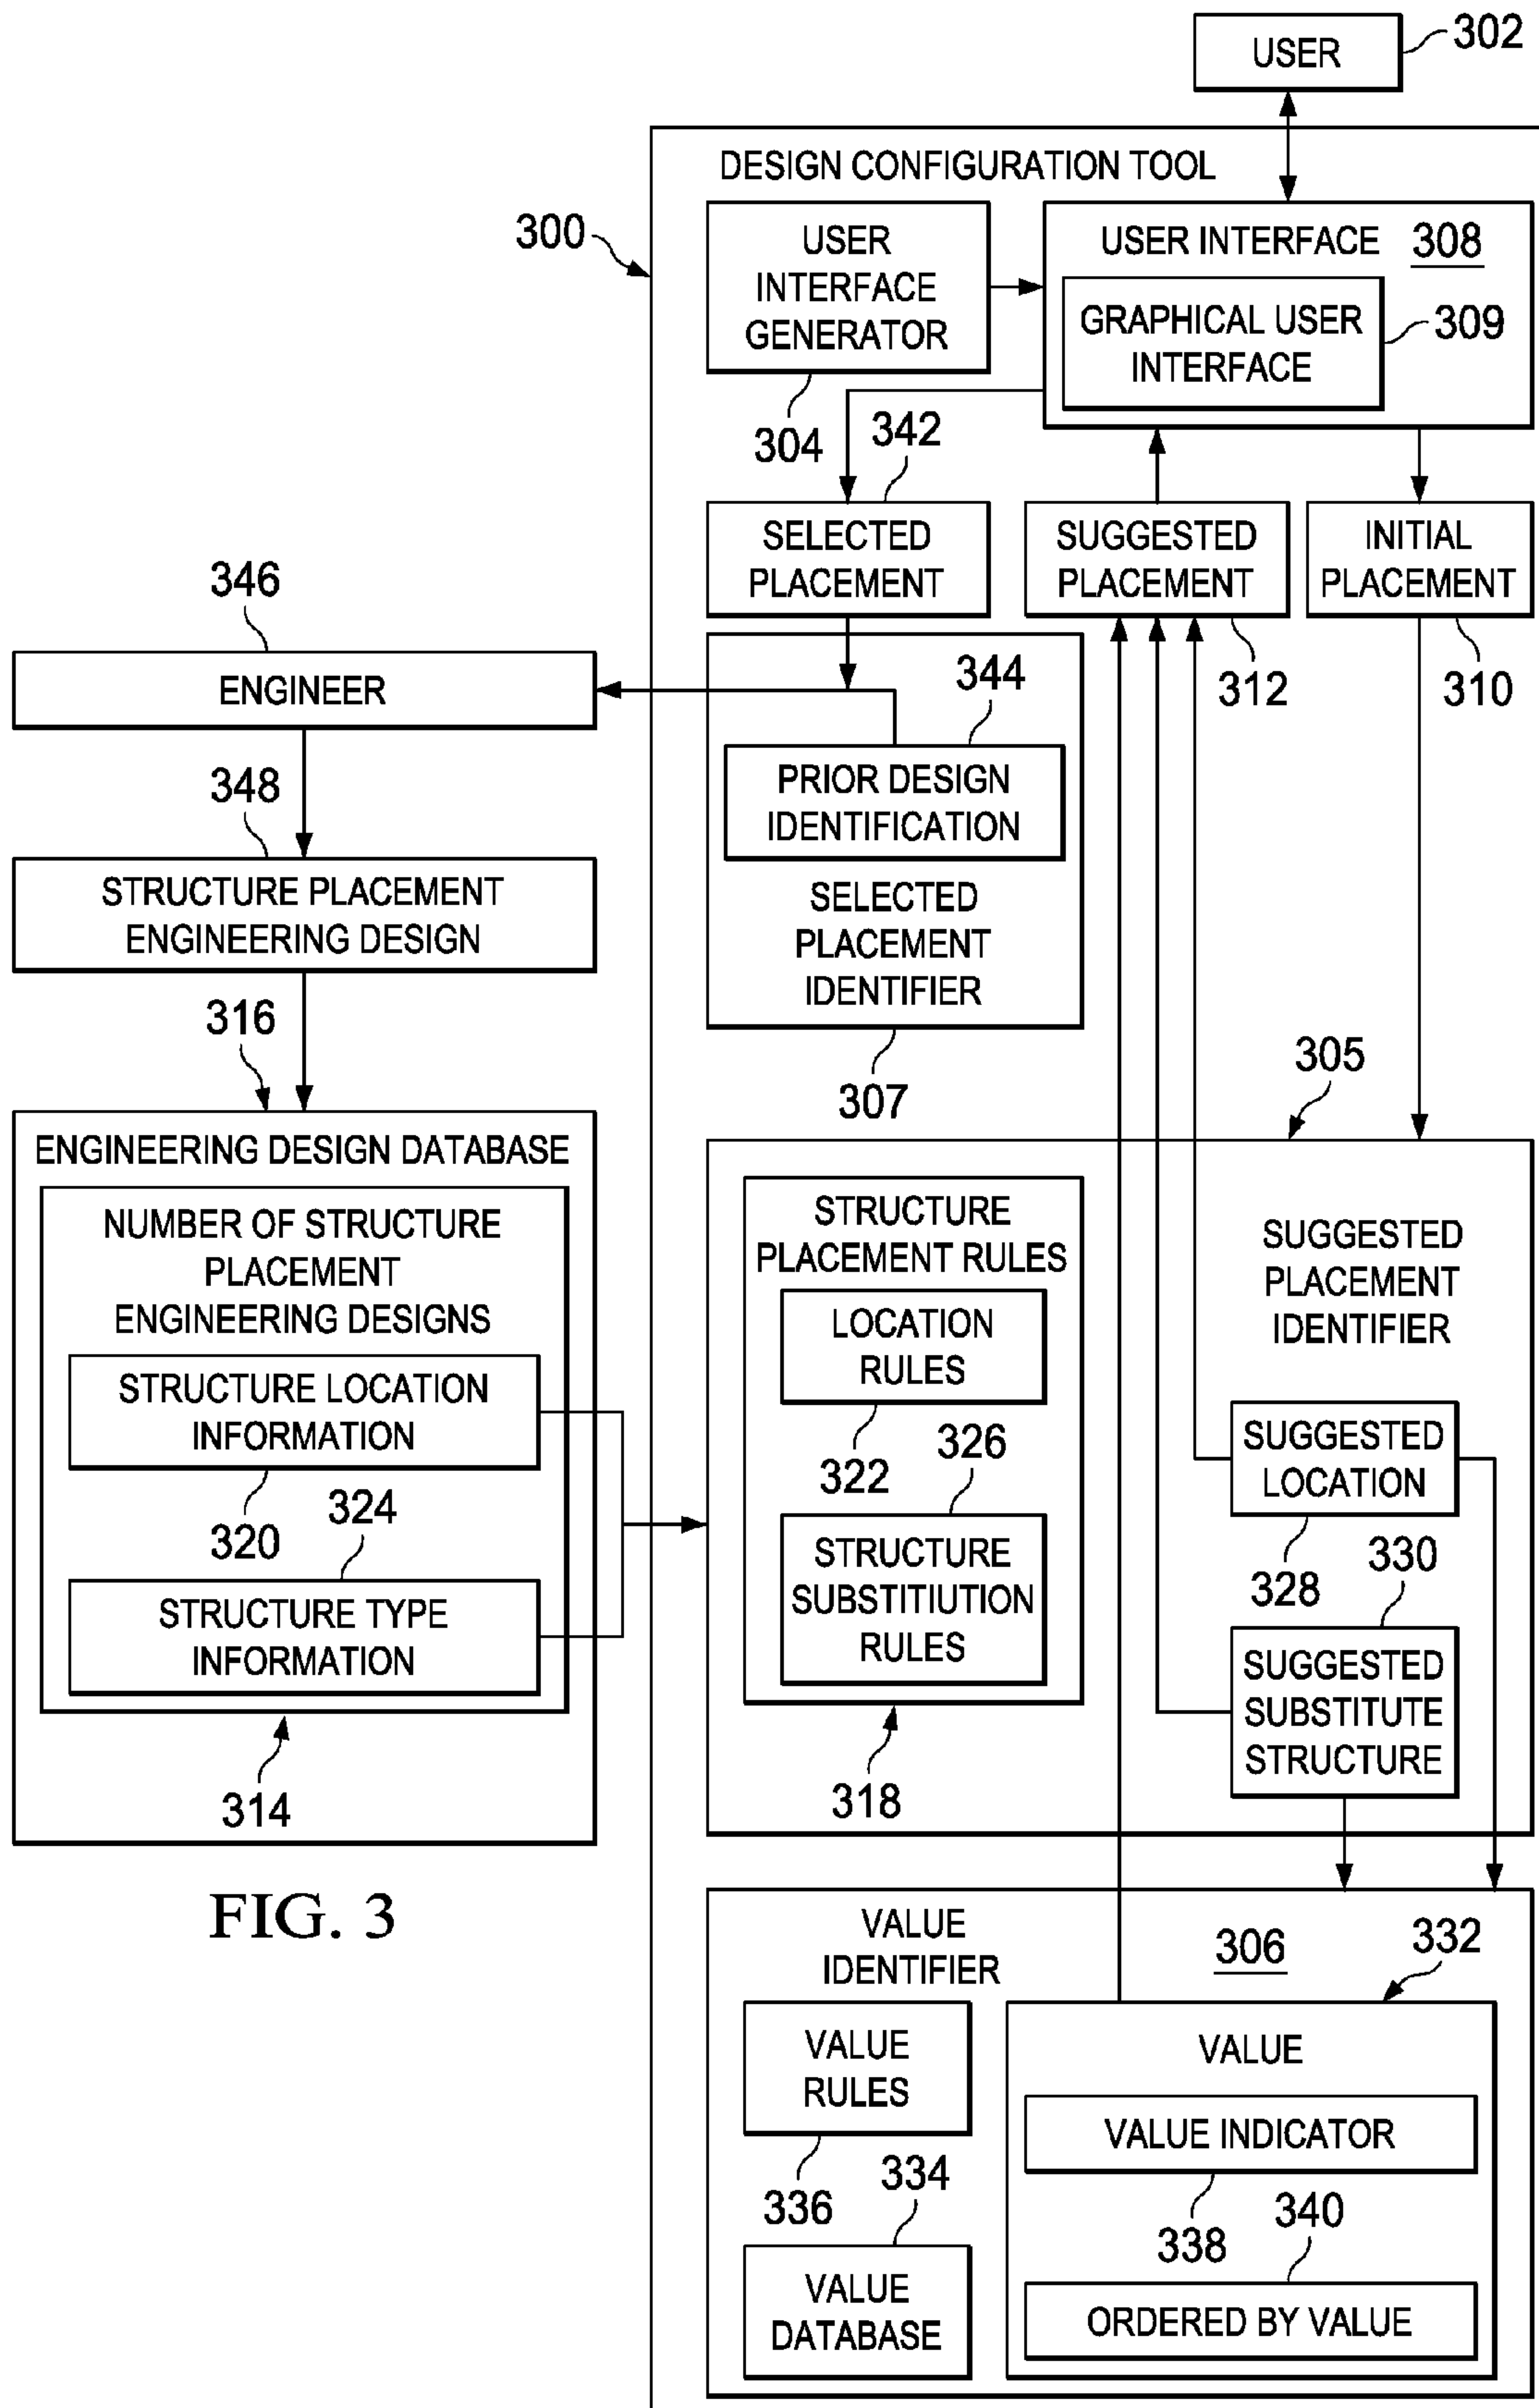 USER
302
DESIGN CONFIGURATION TOOL
300
USER
INTERFACE
GENERATOR
304
USER INTERFACE 308
GRAPHICAL USER
INTERFACE
309
342
SELECTED
PLACEMENT
SUGGESTED
PLACEMENT
312
INITIAL
PLACEMENT
310
346
ENGINEER
344
PRIOR DESIGN
IDENTIFICATION
SELECTED
PLACEMENT
IDENTIFIER
307
348
STRUCTURE PLACEMENT
ENGINEERING DESIGN
316
ENGINEERING DESIGN DATABASE
NUMBER OF STRUCTURE
PLACEMENT
ENGINEERING DESIGNS
STRUCTURE LOCATION
INFORMATION
320
324
STRUCTURE TYPE
INFORMATION
314
305
STRUCTURE
PLACEMENT RULES
LOCATION
RULES
322
326
STRUCTURE
SUBSTITIUTION
RULES
318
SUGGESTED
PLACEMENT
IDENTIFIER
SUGGESTED
LOCATION
328
330
SUGGESTED
SUBSTITUTE
STRUCTURE
FIG. 3
VALUE
IDENTIFIER
306
332
VALUE
RULES
336
334
VALUE
DATABASE
VALUE
VALUE INDICATOR
338
340
ORDERED BY VALUE